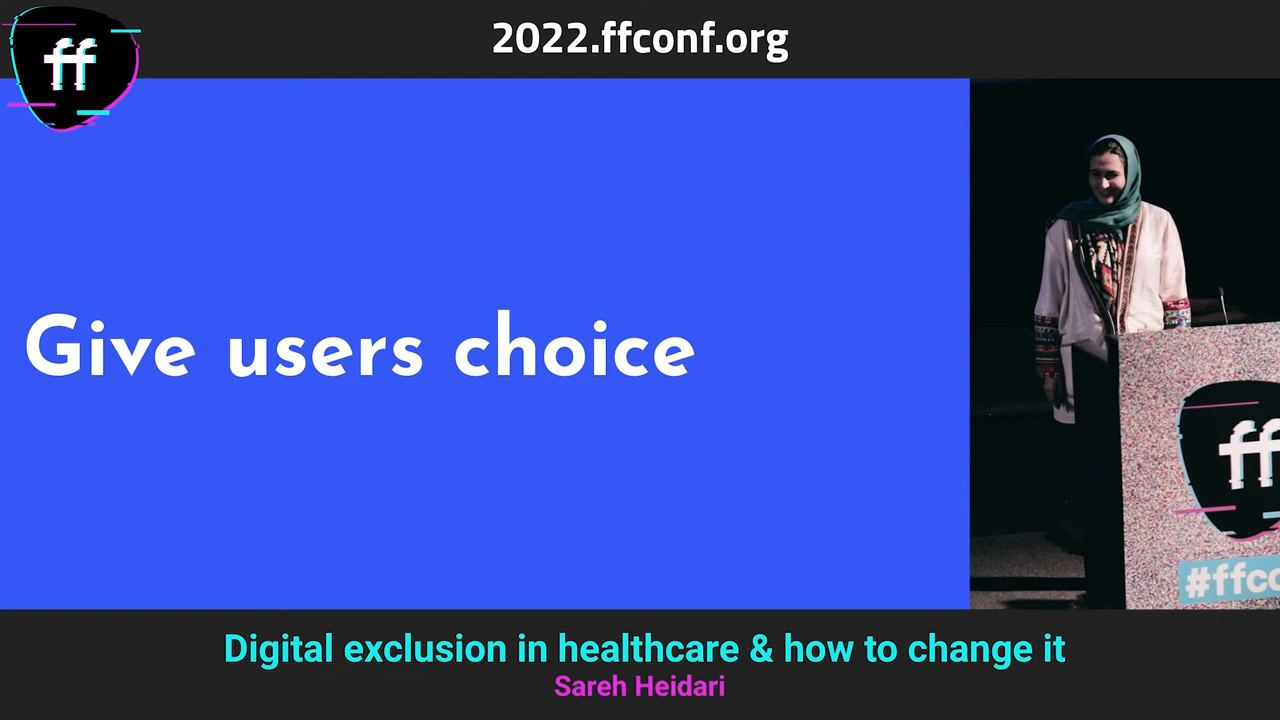 2022.ffconf.org
ff
Give users choice
ff
#ffco
Digital exclusion in healthcare & how to change it
Sareh Heidari